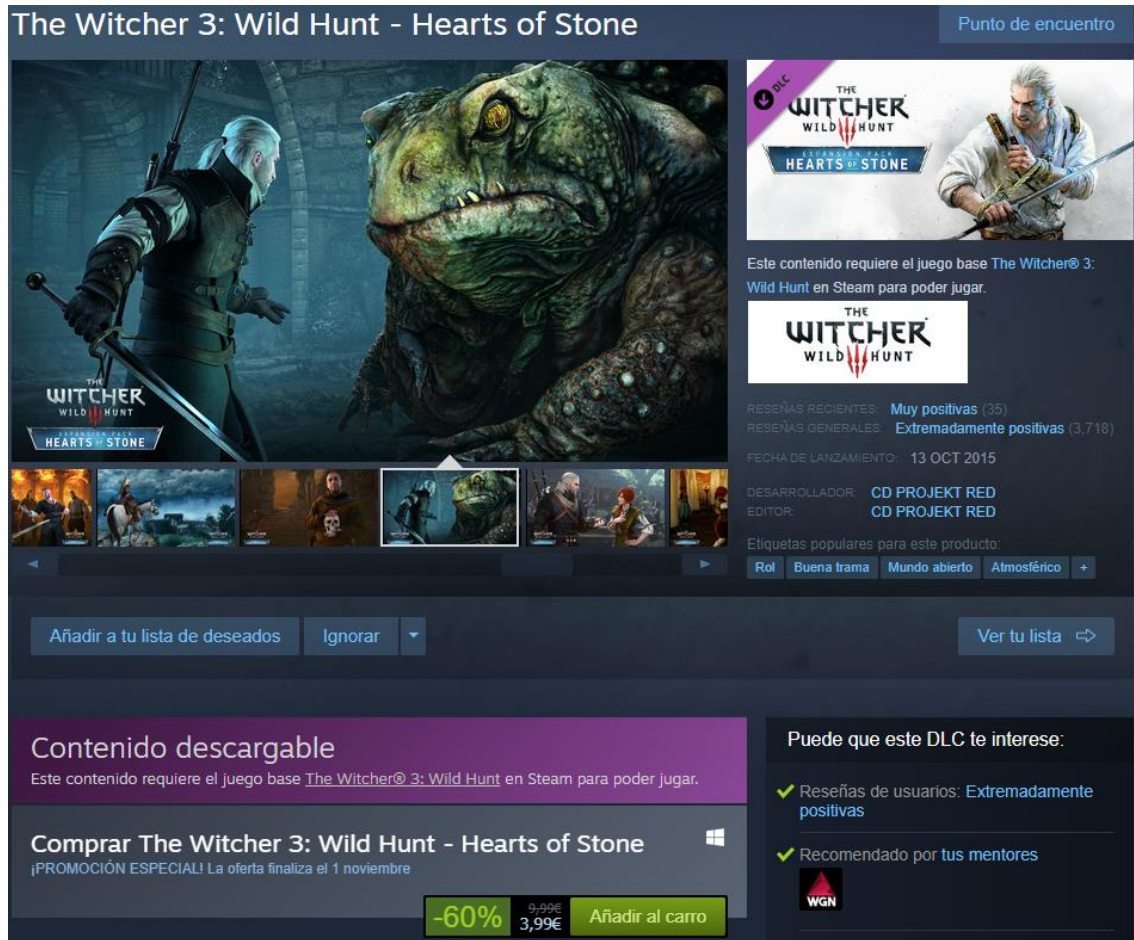 The Witcher 3: Wild Hunt - Hearts of Stone
Punto de encuentro
THE
WITCHER
WILD HUNT
EXPANSION PACK
HEARTS OF STONE
DLC
THE
WITCHER
WILD HUNT
EXPANSION PACK
HEARTS OF STONE
Este contenido requiere el juego base The Witcher® 3:
Wild Hunt en Steam para poder jugar.
THE
WITCHER
WILD HUNT
RESEÑAS RECIENTES: Muy positivas (35)
RESEÑAS GENERALES: Extremadamente positivas (3,718)
FECHA DE LANZAMIENTO: 13 OCT 2015
DESARROLLADOR: CD PROJEKT RED
EDITOR: CD PROJEKT RED
Etiquetas populares para este producto:
Rol Buena trama Mundo abierto Atmosférico +
Añadir a tu lista de deseados Ignorar
Ver tu lista
Contenido descargable
Este contenido requiere el juego base The Witcher® 3: Wild Hunt en Steam para poder jugar.
Comprar The Witcher 3: Wild Hunt - Hearts of Stone
¡PROMOCIÓN ESPECIAL! La oferta finaliza el 1 noviembre
-60% 9,99€
3,99€
Añadir al carro
Puede que este DLC te interese:
Reseñas de usuarios: Extremadamente
positivas
Recomendado por tus mentores
WGN